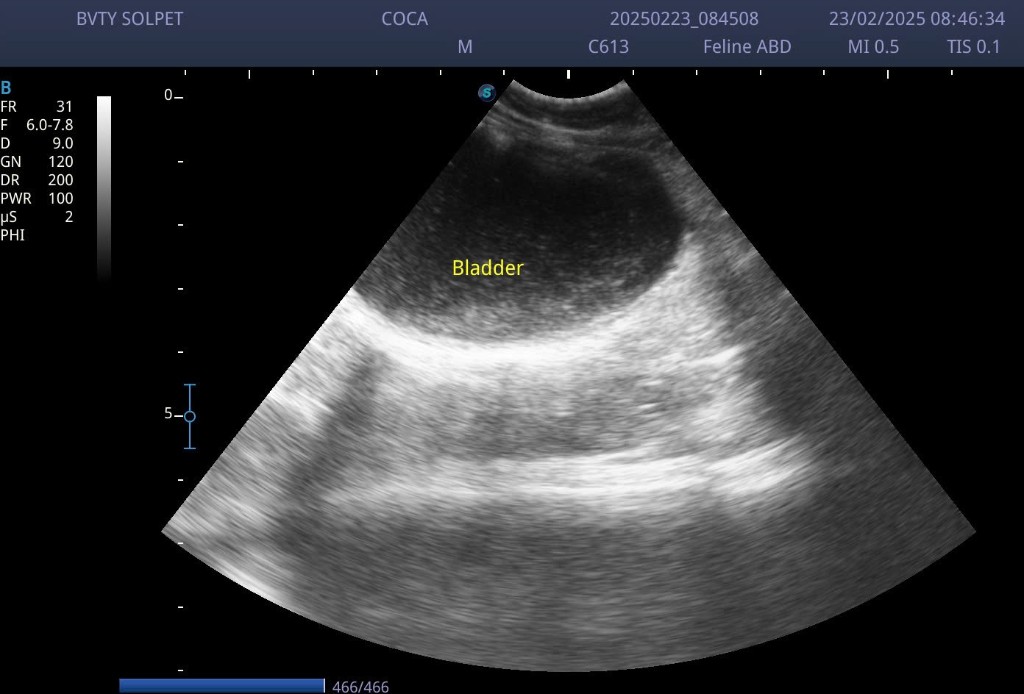 BVTY SOLPET COCA 20250223_084508 23/02/2025 08:46:34
M C613 Feline ABD MI 0.5 TIS 0.1
B
FR 31
F 6.0-7.8
D 9.0
GN 120
DR 200
PWR 100
µS 2
PHI
0
S
Bladder
5
466/466